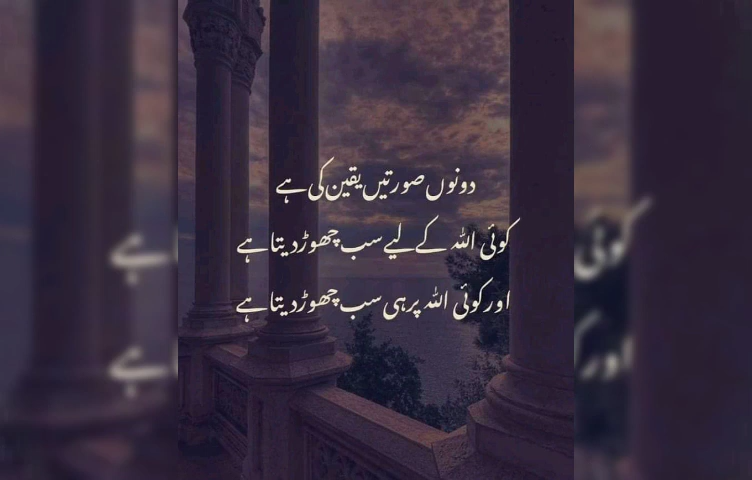 دونوں صورتیں یقین کی ہے
کوئی اللہ کے لیے سب چھوڑ دیتا ہے
اور کوئی اللہ پر ہی سب چھوڑ دیتا ہے